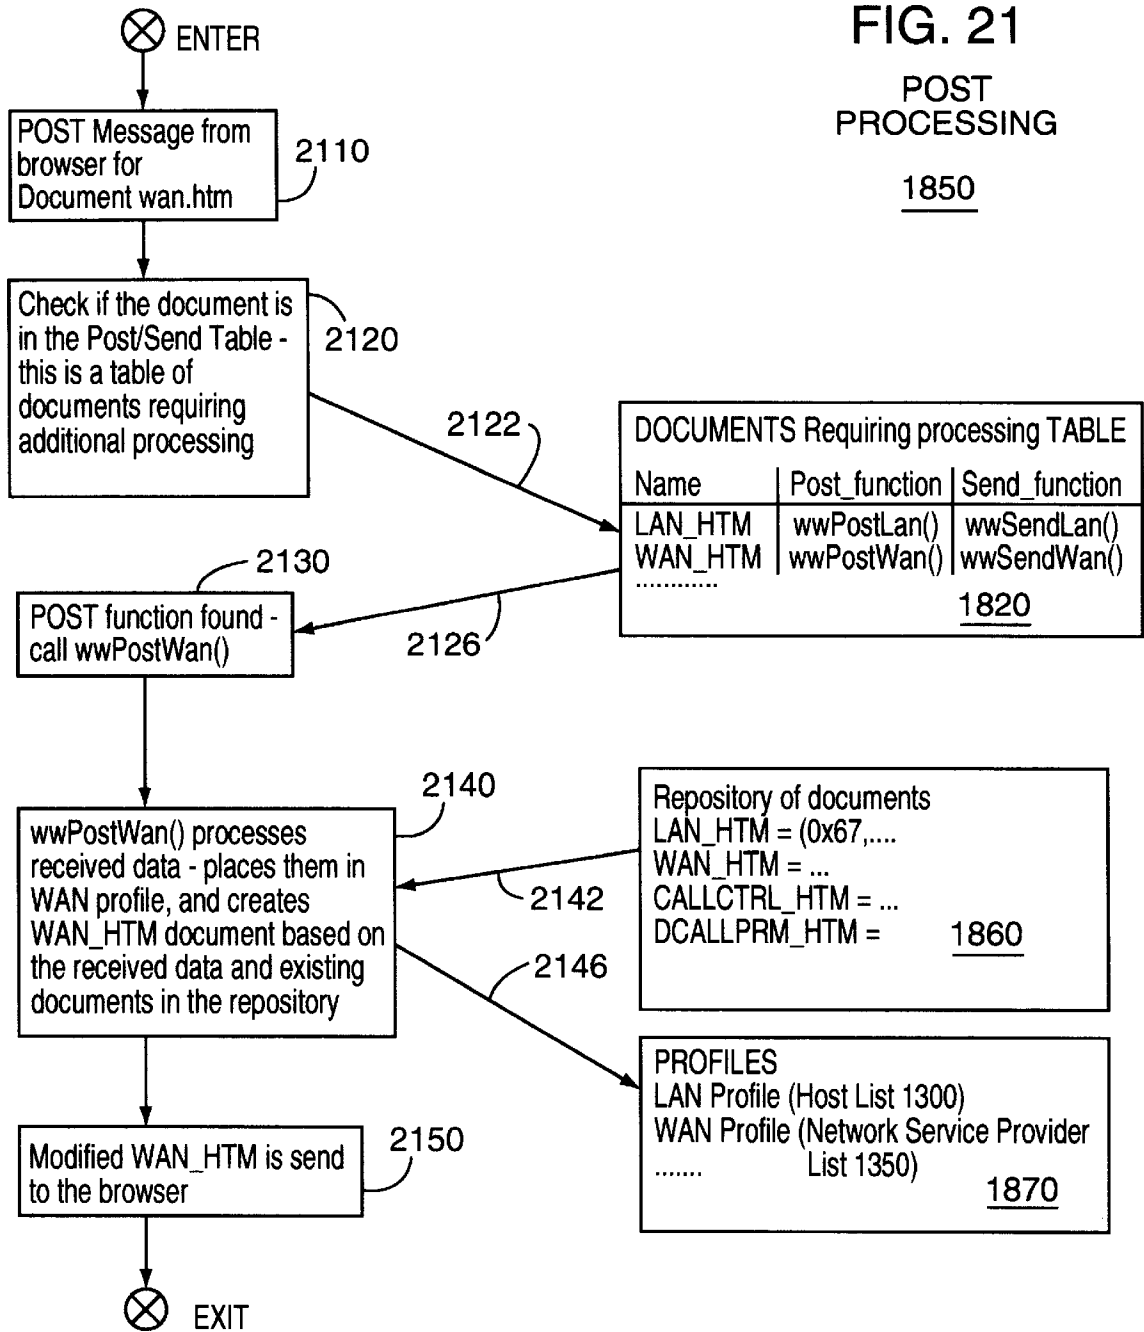 FIG. 21
POST
PROCESSING
1850
ENTER
POST Message from
browser for
Document wan.htm
2110
Check if the document is
in the Post/Send Table -
this is a table of
documents requiring
additional processing
2120
2122
DOCUMENTS Requiring processing TABLE
Name Post_function Send_function
LAN_HTM wwPostLan() wwSendLan()
WAN_HTM wwPostWan() wwSendWan()
............
1820
2126
2130
POST function found -
call wwPostWan()
2140
wwPostWan() processes
received data - places them in
WAN profile, and creates
WAN_HTM document based on
the received data and existing
documents in the repository
2142
Repository of documents
LAN_HTM = (0x67,....
WAN_HTM = ...
CALLCTRL_HTM = ...
DCALLPRM_HTM =
1860
2146
PROFILES
LAN Profile (Host List 1300)
WAN Profile (Network Service Provider
....... List 1350)
1870
2150
Modified WAN_HTM is send
to the browser
EXIT